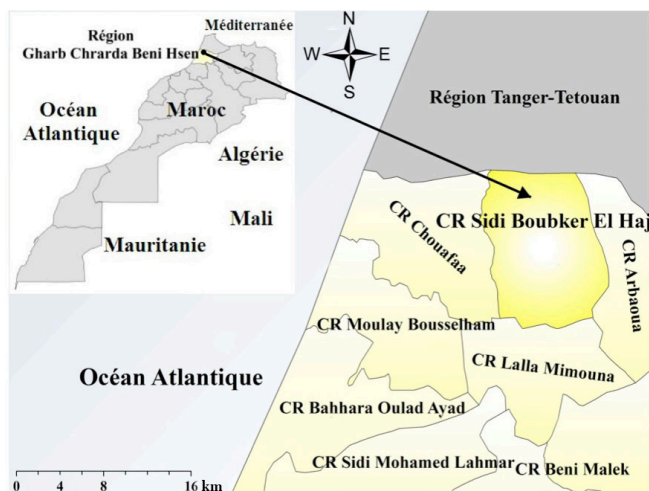 Région
Gharb Chrarda Beni Hsen
Méditerranée
N
W
E
S
Océan
Atlantique
Maroc
Algérie
Mali
Mauritanie
Région Tanger-Tetouan
CR Sidi Boubker El Haj
CR Chouafaa
CR Arbaoua
CR Moulay Bousselham
CR Lalla Mimouna
Océan Atlantique
CR Bahhara Oulad Ayad
CR Sidi Mohamed Lahmar
CR Beni Malek
0 4 8 12 16 km